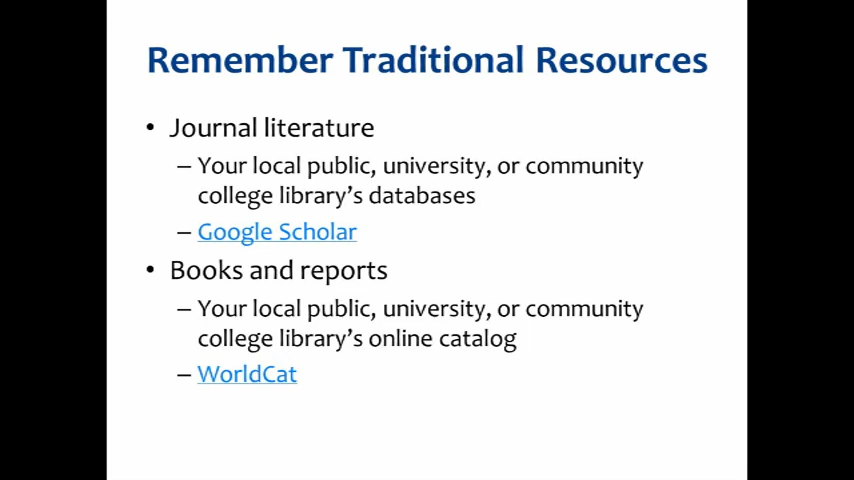 Remember Traditional Resources
• Journal literature
– Your local public, university, or community
college library's databases
– Google Scholar
• Books and reports
– Your local public, university, or community
college library's online catalog
– WorldCat